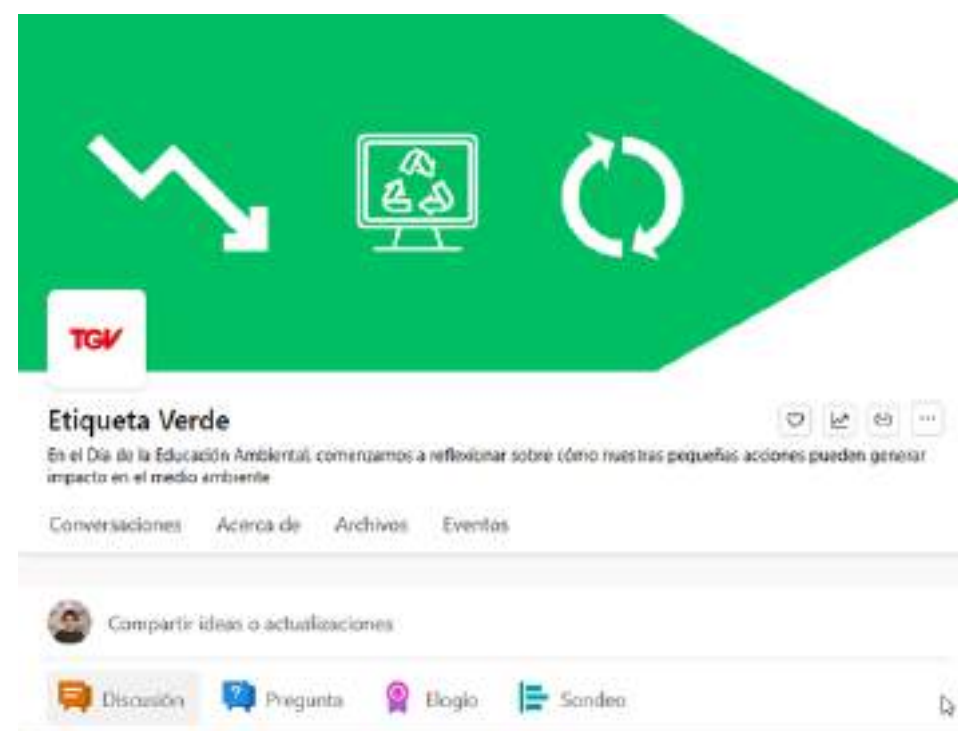 TGV
Etiqueta Verde
En el Día de la Educación Ambiental, comenzamos a reflexionar sobre cómo nuestras pequeñas acciones pueden generar
impacto en el medio ambiente
Conversaciones Acerca de Archivos Eventos
Compartir ideas o actualizaciones
Discusión Pregunta Elogio Sondeo